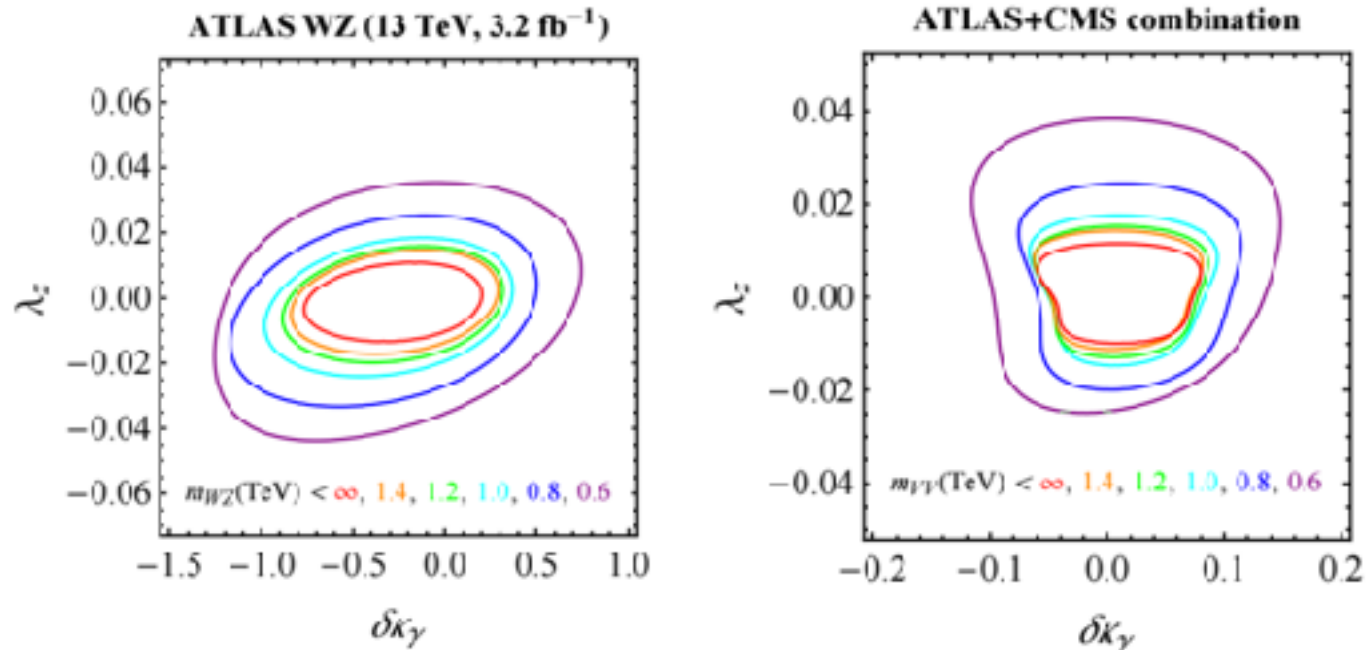 ATLAS WZ (13 TeV, 3.2 fb⁻¹)
0.06
0.04
0.02
0.00
−0.02
−0.04
−0.06
λz
m_WZ(TeV) < ∞, 1.4, 1.2, 1.0, 0.8, 0.6
−1.5 −1.0 −0.5 0.0 0.5 1.0
δκγ
ATLAS+CMS combination
0.04
0.02
0.00
−0.02
−0.04
λz
m_VV(TeV) < ∞, 1.4, 1.2, 1.0, 0.8, 0.6
−0.2 −0.1 0.0 0.1 0.2
δκγ